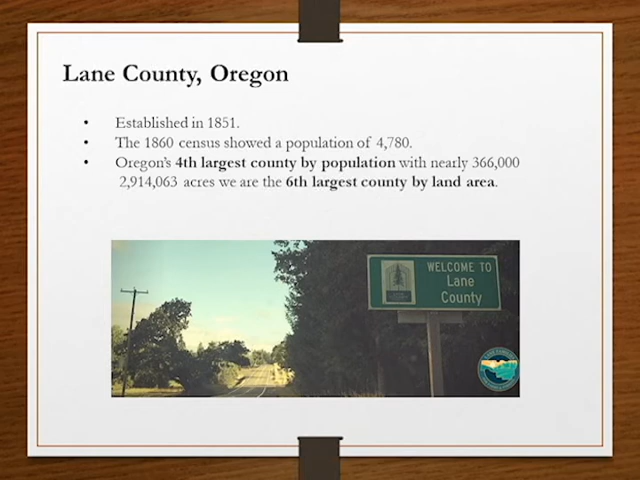 Lane County, Oregon
• Established in 1851.
• The 1860 census showed a population of 4,780.
• Oregon's 4th largest county by population with nearly 366,000
2,914,063 acres we are the 6th largest county by land area.
WELCOME TO
Lane
County